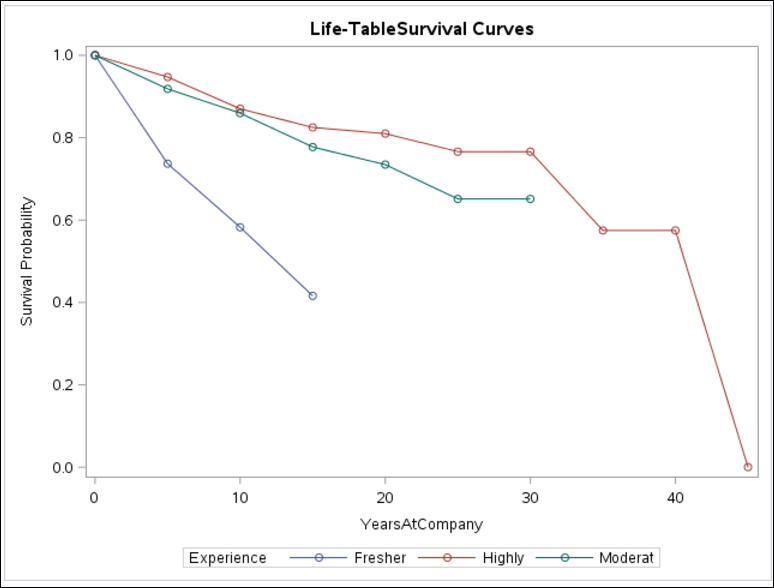 Life-TableSurvival Curves
1.0
0.8
0.6
0.4
0.2
0.0
Survival Probability
0 10 20 30 40
YearsAtCompany
Experience Fresher Highly Moderat